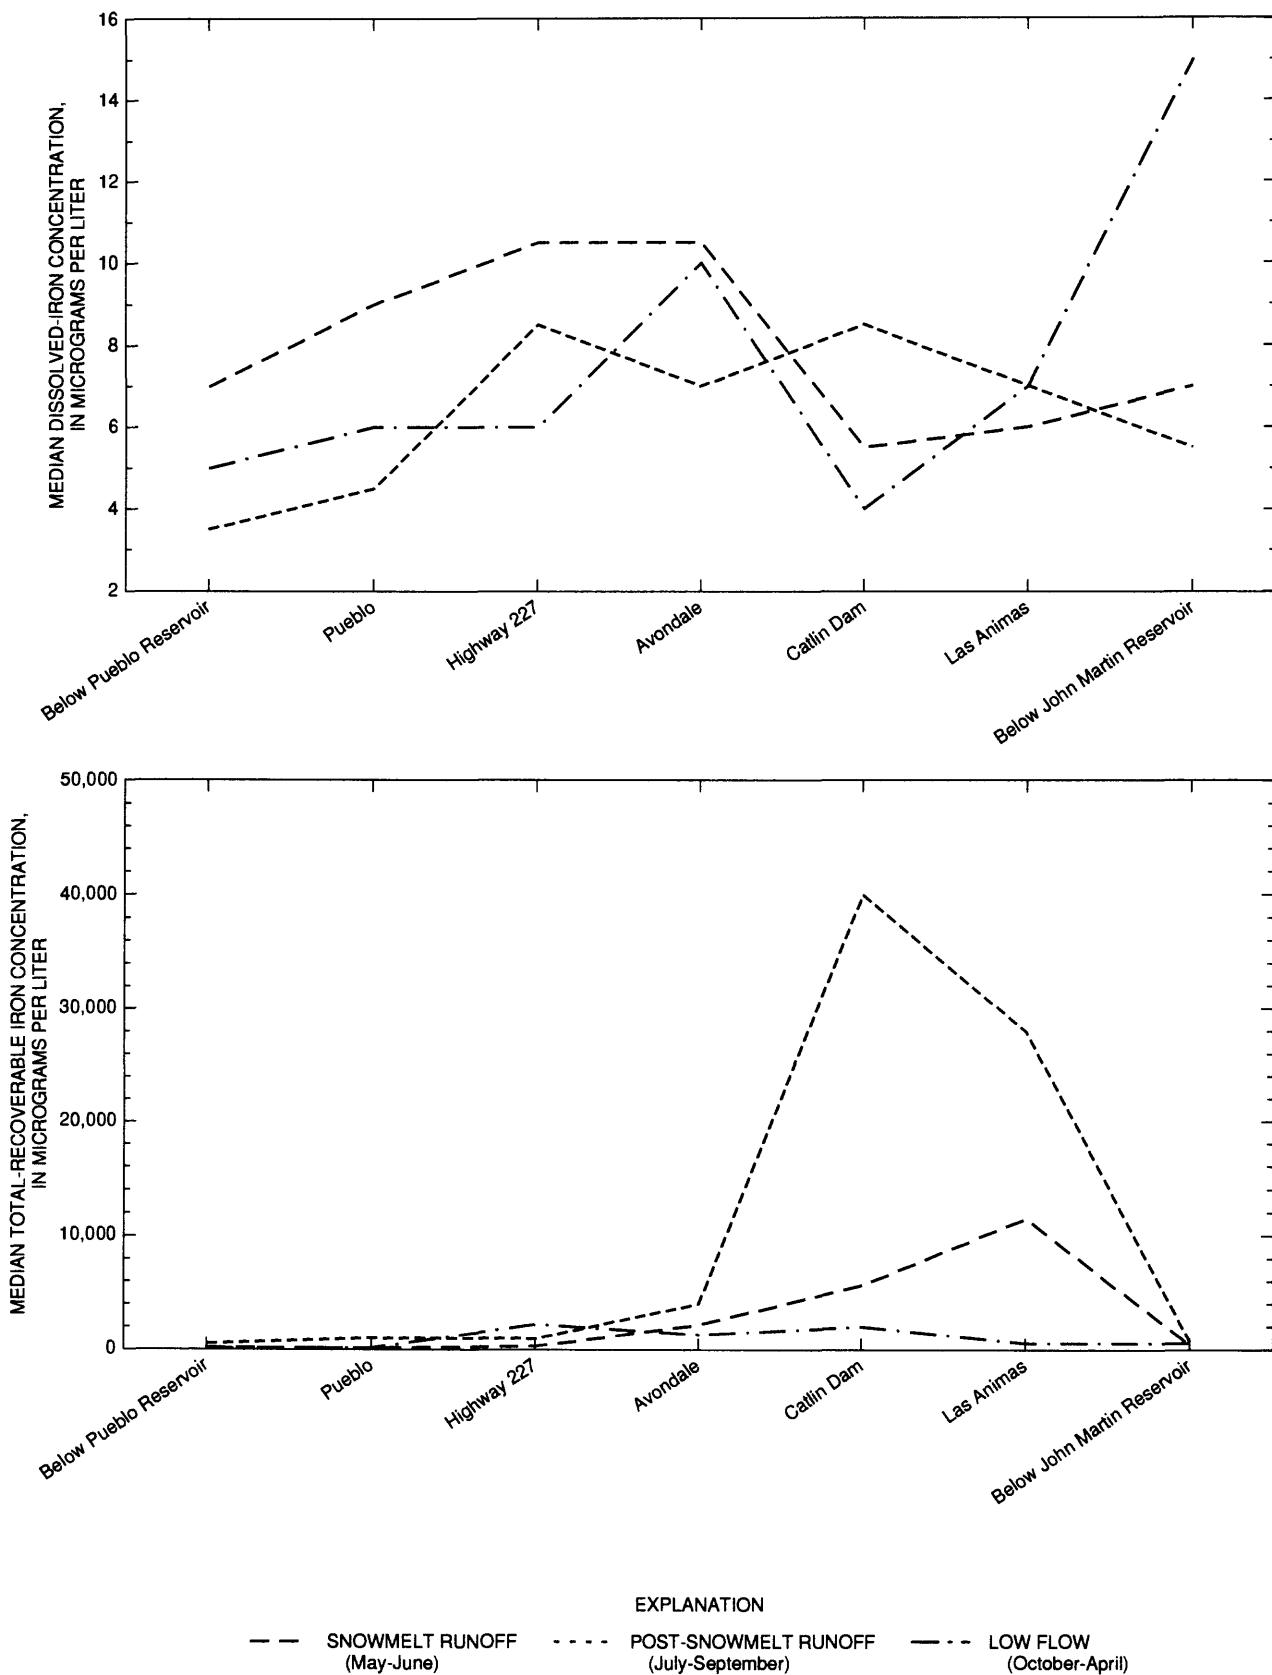 MEDIAN DISSOLVED-IRON CONCENTRATION,
IN MICROGRAMS PER LITER
16
14
12
10
8
6
4
2
Below Pueblo Reservoir
Pueblo
Highway 227
Avondale
Catlin Dam
Las Animas
Below John Martin Reservoir
MEDIAN TOTAL-RECOVERABLE IRON CONCENTRATION,
IN MICROGRAMS PER LITER
50,000
40,000
30,000
20,000
10,000
0
Below Pueblo Reservoir
Pueblo
Highway 227
Avondale
Catlin Dam
Las Animas
Below John Martin Reservoir
EXPLANATION
SNOWMELT RUNOFF
(May-June)
POST-SNOWMELT RUNOFF
(July-September)
LOW FLOW
(October-April)